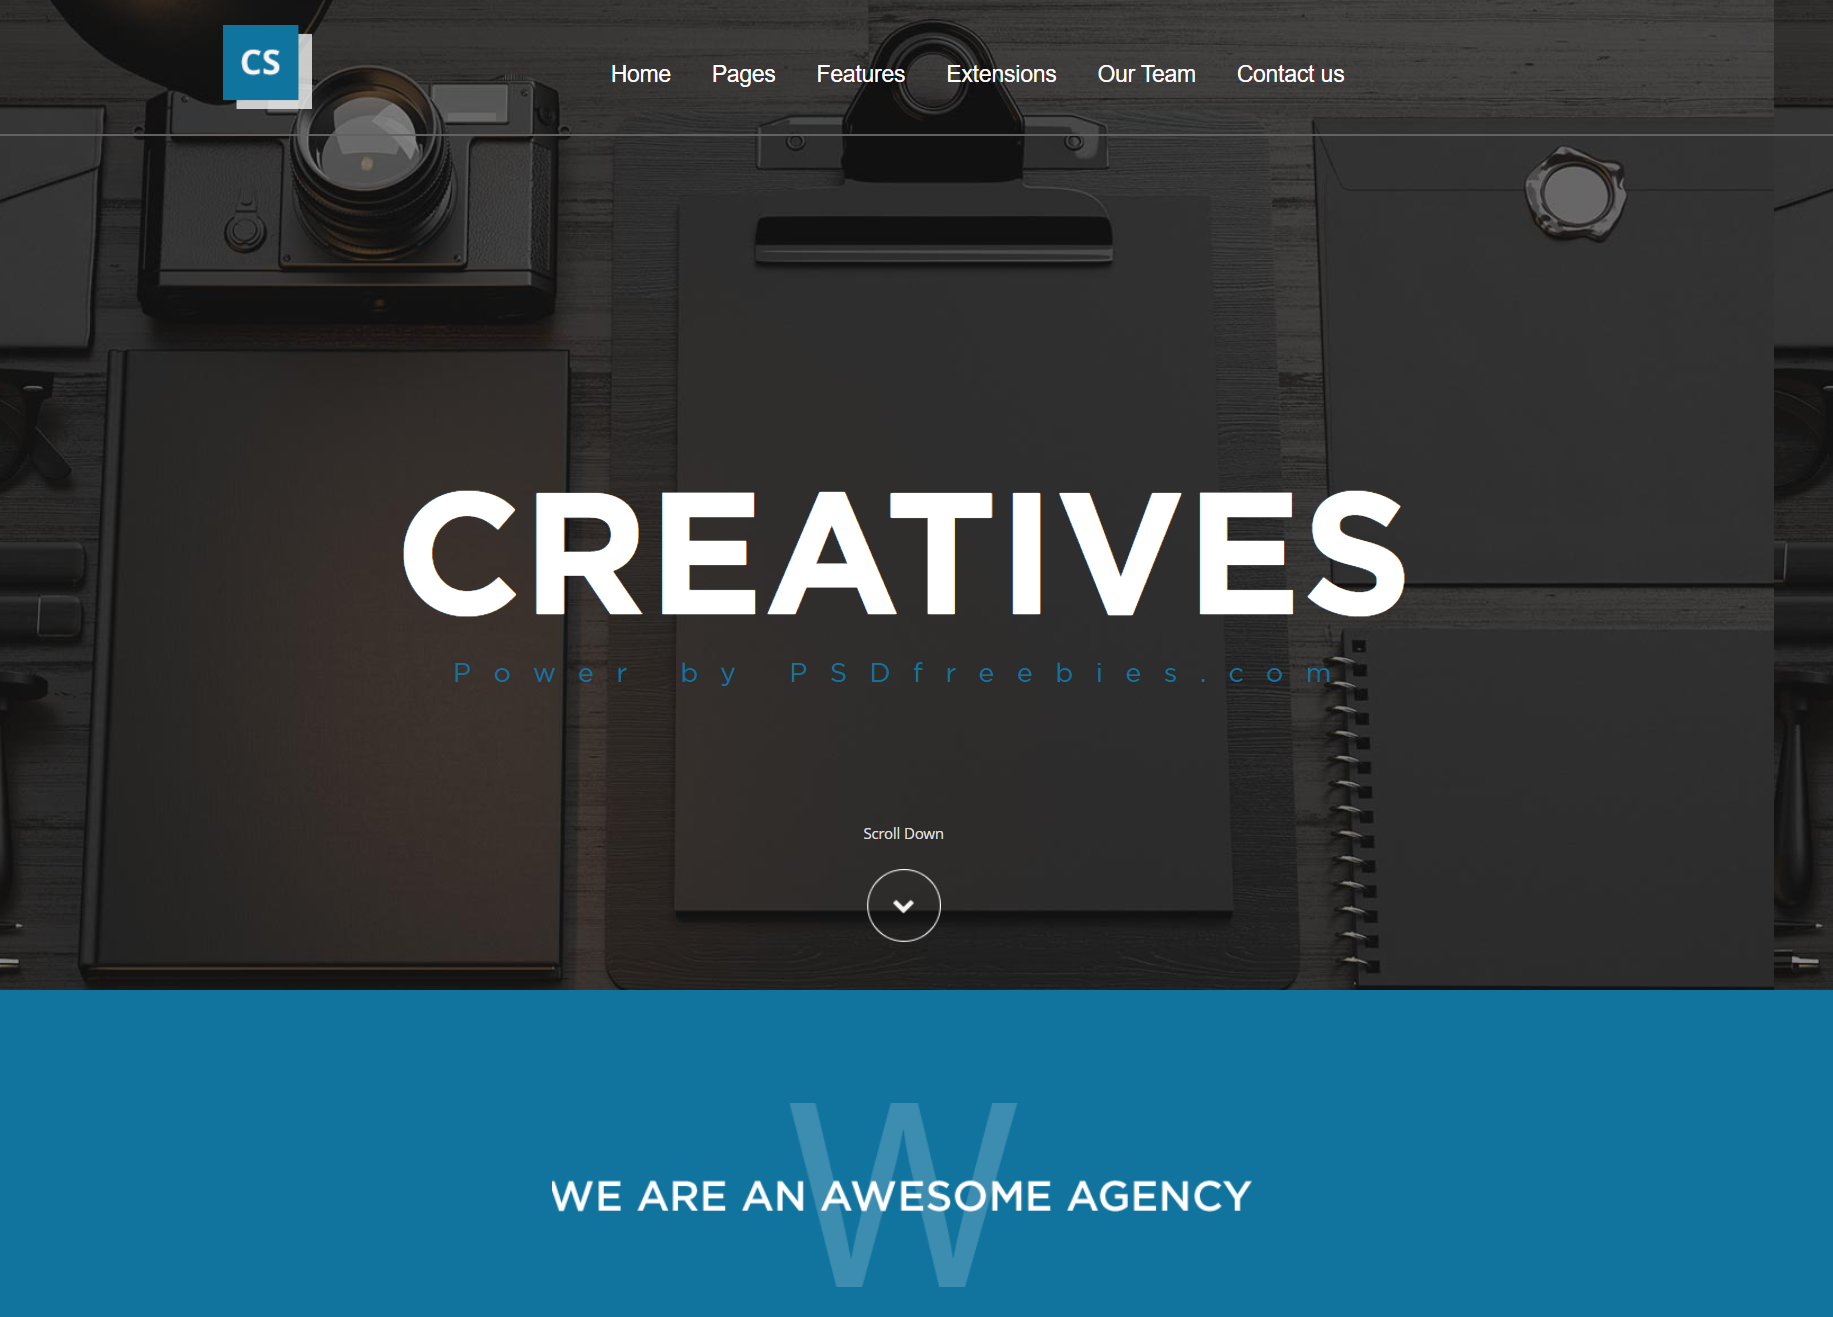 CS
Home Pages Features Extensions Our Team Contact us
CREATIVES
Power by PSDfreebies.com
Scroll Down
W
WE ARE AN AWESOME AGENCY